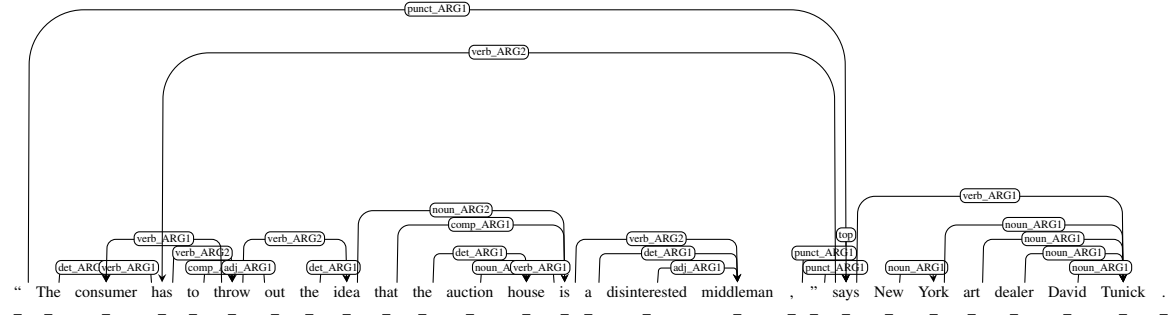 punct_ARG1
verb_ARG2
verb_ARG1
noun_ARG2
comp_ARG1 noun_ARG1
top
verb_ARG1 verb_ARG2 verb_ARG2 noun_ARG1
verb_ARG2 det_ARG1 det_ARG1 punct_ARG1 noun_ARG1
verb_ARG1 adj_ARG1 det_ARG1 verb_ARG1 adj_ARG1 punct_ARG1 noun_ARG1 noun_ARG1
“ The consumer has to throw out the idea that the auction house is a disinterested middleman , ” says New York art dealer David Tunick .